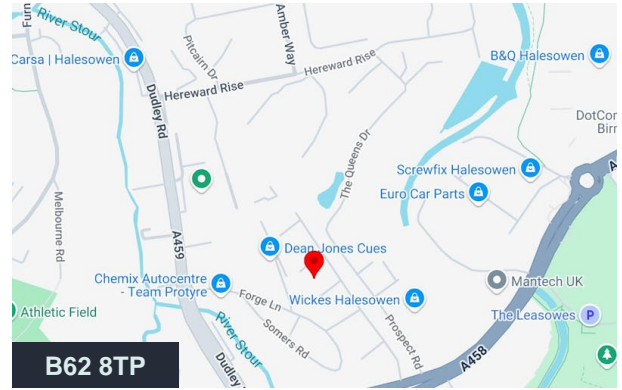 Furn
River Stour
Carsa | Halesowen
Pitcairn Dr
Amber Way
Hereward Rise
Hereward Rise
B&Q Halesowen
Dudley Rd
DotCom
Birn
The Queens Dr
Screwfix Halesowen
Euro Car Parts
A
Melbourne Rd
A459
Dean Jones Cues
Chemix Autocentre
- Team Protyre
Forge Ln
Wickes Halesowen
Mantech UK
The Leasowes
P
Athletic Field
River Stour
Somers Rd
Prospect Rd
A458
Dudley
B62 8TP